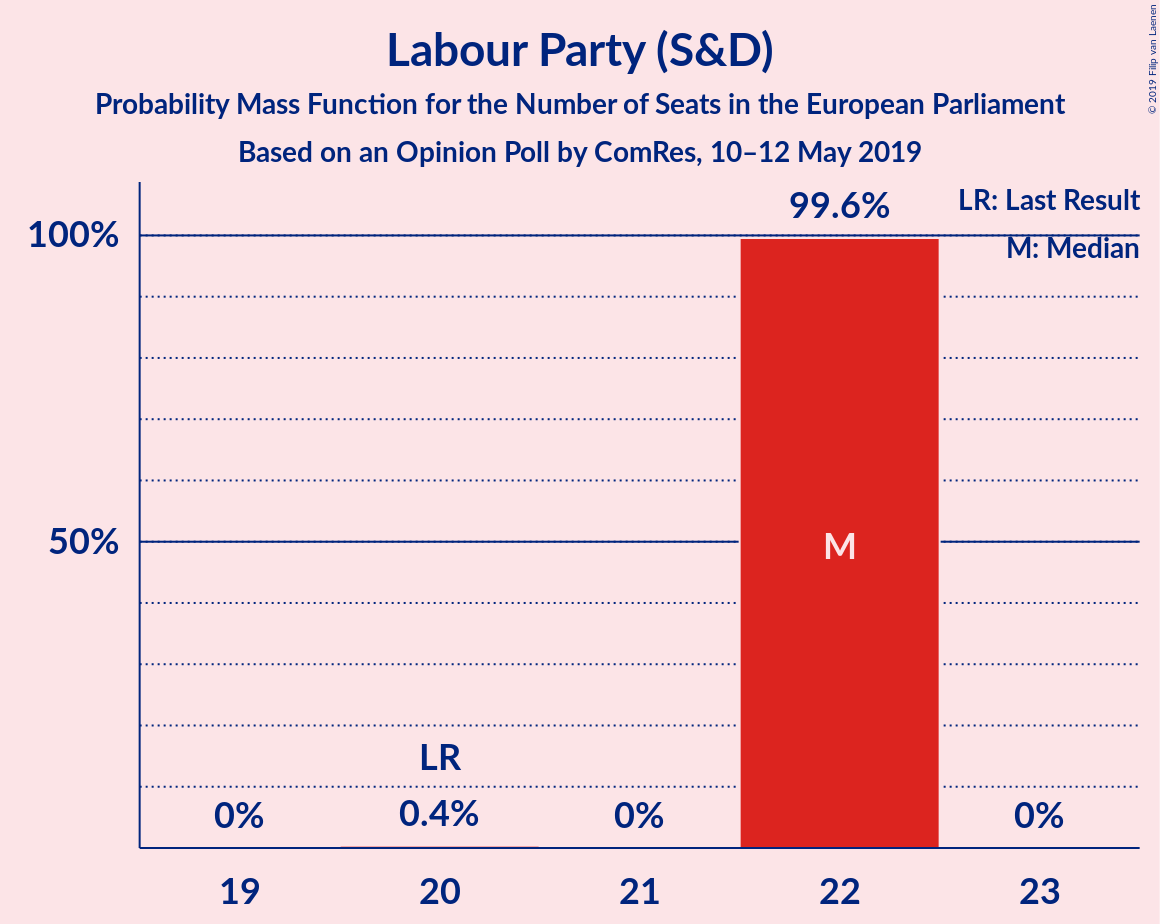 Labour Party (S&D)
Probability Mass Function for the Number of Seats in the European Parliament
Based on an Opinion Poll by ComRes, 10–12 May 2019
© 2019 Filip van Laenen
LR: Last Result
M: Median
99.6%
100%
50%
M
LR
0%
0.4%
0%
0%
19
20
21
22
23